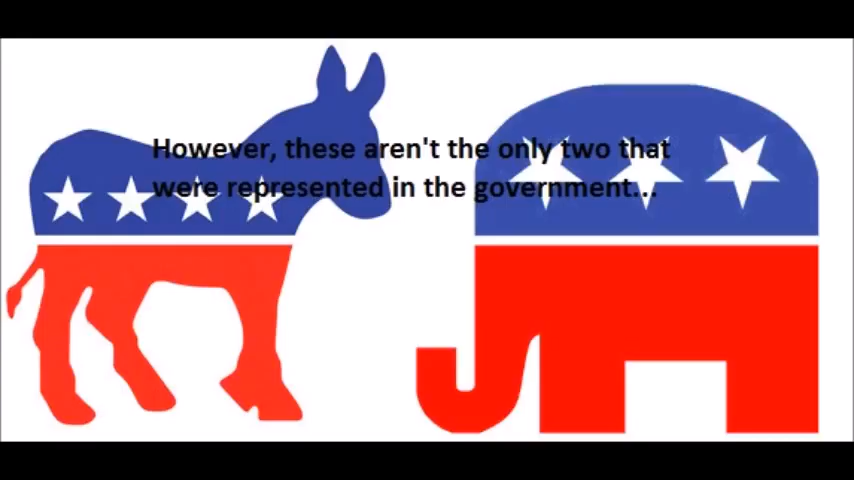 However, these aren't the only two that
were represented in the government...